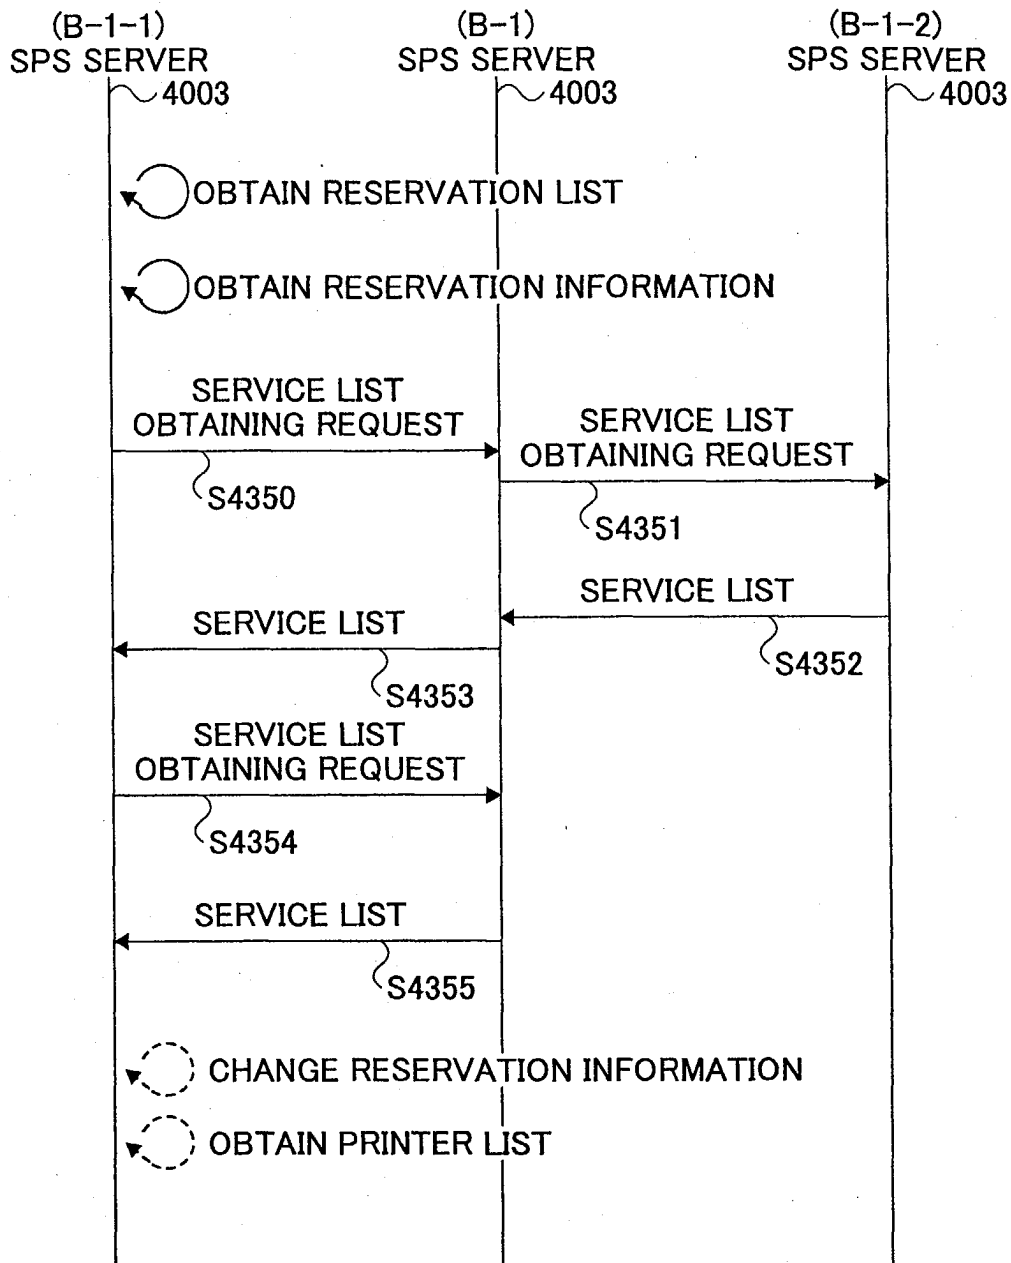 (B-1-1)
SPS SERVER
4003
(B-1)
SPS SERVER
4003
(B-1-2)
SPS SERVER
4003
OBTAIN RESERVATION LIST
OBTAIN RESERVATION INFORMATION
SERVICE LIST
OBTAINING REQUEST
S4350
SERVICE LIST
OBTAINING REQUEST
S4351
SERVICE LIST
S4352
SERVICE LIST
S4353
SERVICE LIST
OBTAINING REQUEST
S4354
SERVICE LIST
S4355
CHANGE RESERVATION INFORMATION
OBTAIN PRINTER LIST